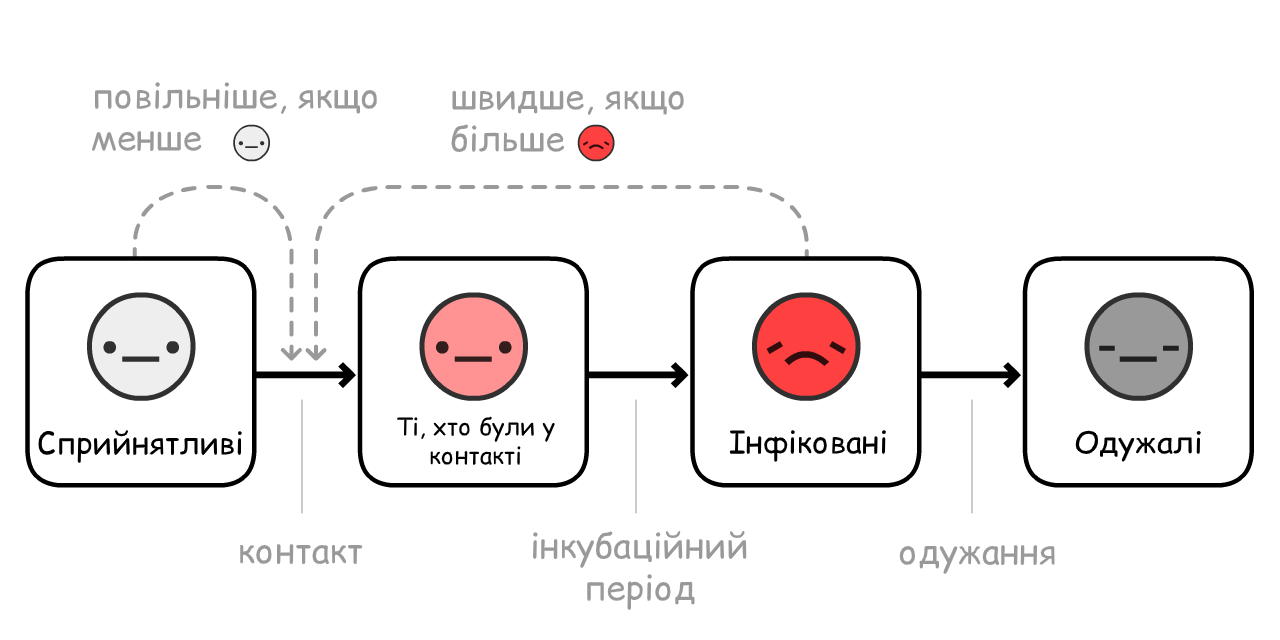 повільніше, якщо
менше
швидше, якщо
більше
Сприйнятливі
Ті, хто були у
контакті
Інфіковані
Одужалі
контакт
інкубаційний
період
одужання